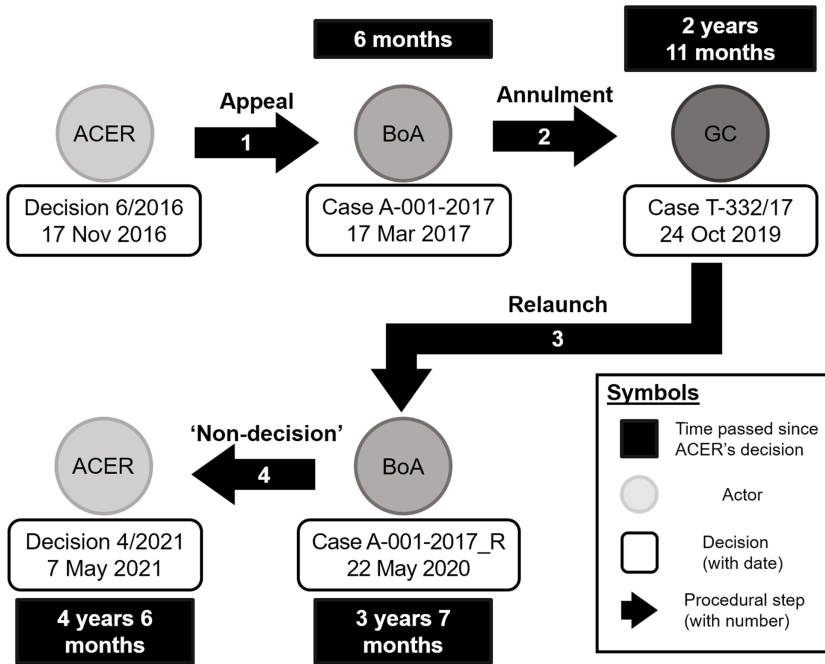 6 months
2 years
11 months
Appeal
Annulment
ACER
1
BoA
2
GC
Decision 6/2016
17 Nov 2016
Case A-001-2017
17 Mar 2017
Case T-332/17
24 Oct 2019
Relaunch
3
'Non-decision'
ACER
4
BoA
Decision 4/2021
7 May 2021
Case A-001-2017_R
22 May 2020
4 years 6
months
3 years 7
months
Symbols
Time passed since
ACER's decision
Actor
Decision
(with date)
Procedural step
(with number)